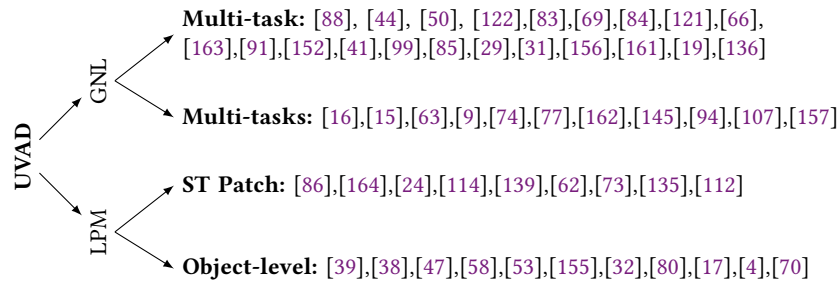 Multi-task: [88], [44], [50], [122],[83],[69],[84],[121],[66],
[163],[91],[152],[41],[99],[85],[29],[31],[156],[161],[19],[136]
GNL
Multi-tasks: [16],[15],[63],[9],[74],[77],[162],[145],[94],[107],[157]
UVAD
ST Patch: [86],[164],[24],[114],[139],[62],[73],[135],[112]
LPM
Object-level: [39],[38],[47],[58],[53],[155],[32],[80],[17],[4],[70]